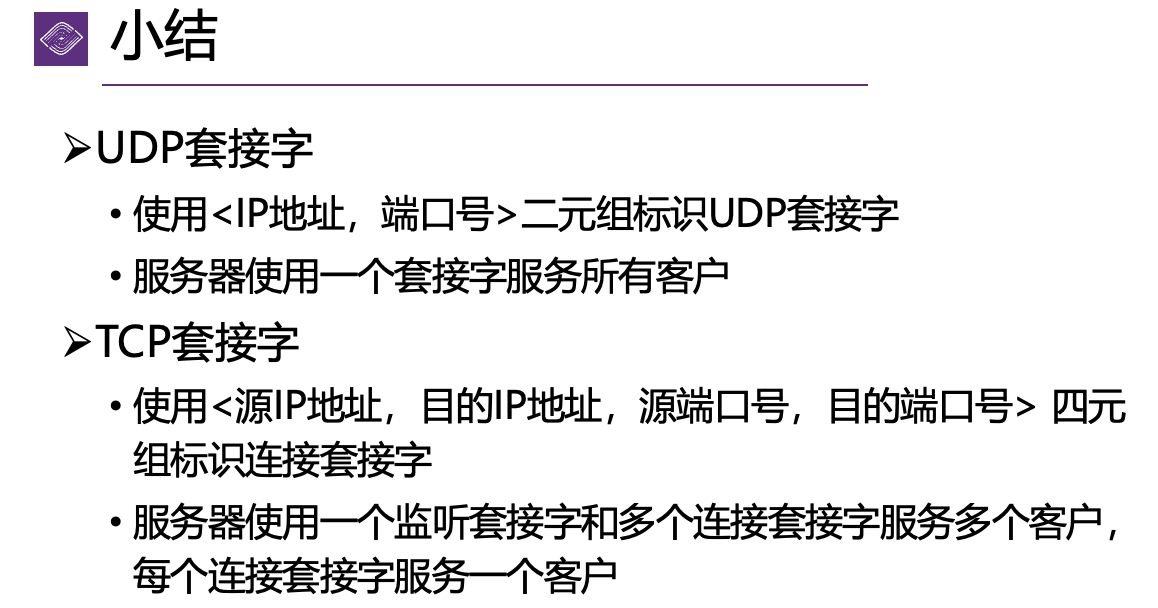 小结
➢UDP套接字
• 使用<IP地址，端口号>二元组标识UDP套接字
• 服务器使用一个套接字服务所有客户
➢TCP套接字
• 使用<源IP地址，目的IP地址，源端口号，目的端口号> 四元
组标识连接套接字
• 服务器使用一个监听套接字和多个连接套接字服务多个客户，
每个连接套接字服务一个客户